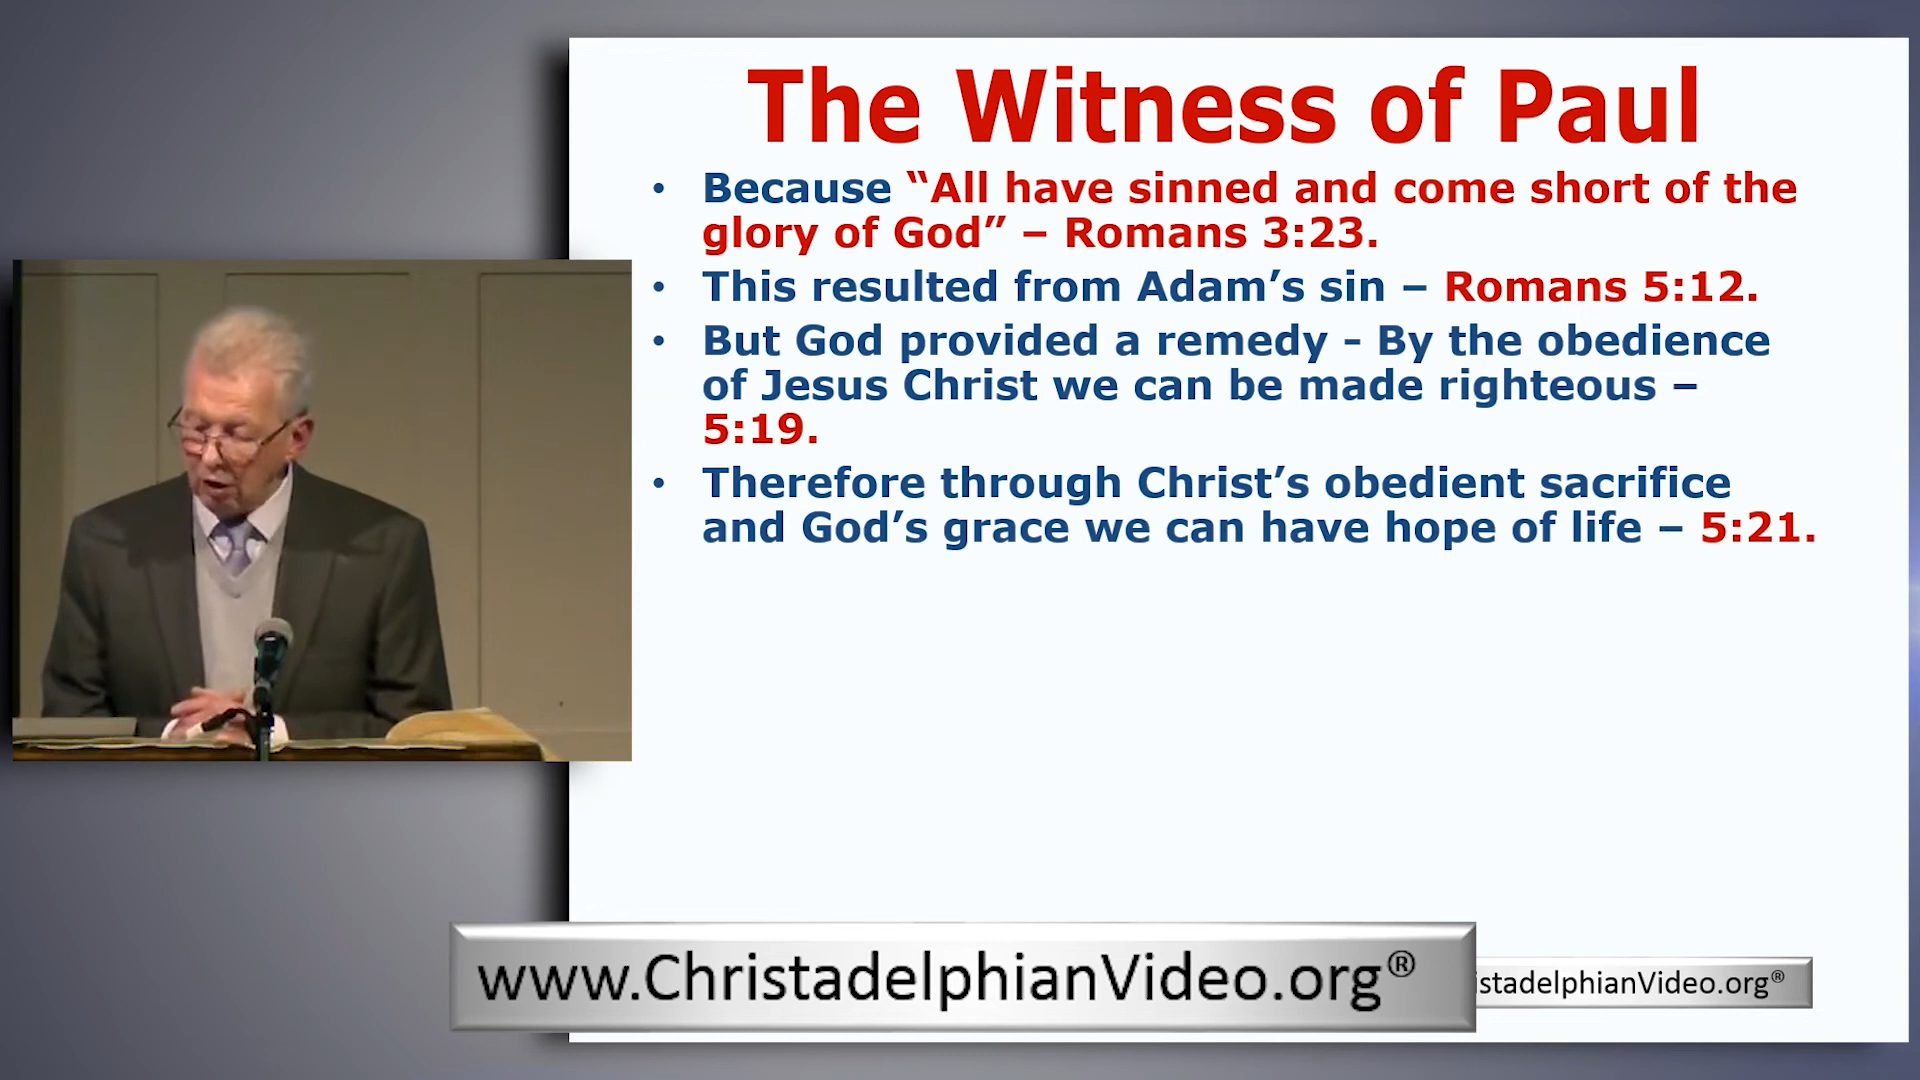 The Witness of Paul
• Because “All have sinned and come short of the
glory of God” – Romans 3:23.
• This resulted from Adam’s sin – Romans 5:12.
• But God provided a remedy - By the obedience
of Jesus Christ we can be made righteous –
5:19.
• Therefore through Christ’s obedient sacrifice
and God’s grace we can have hope of life – 5:21.
www.ChristadelphianVideo.org®
istadelphianVideo.org®